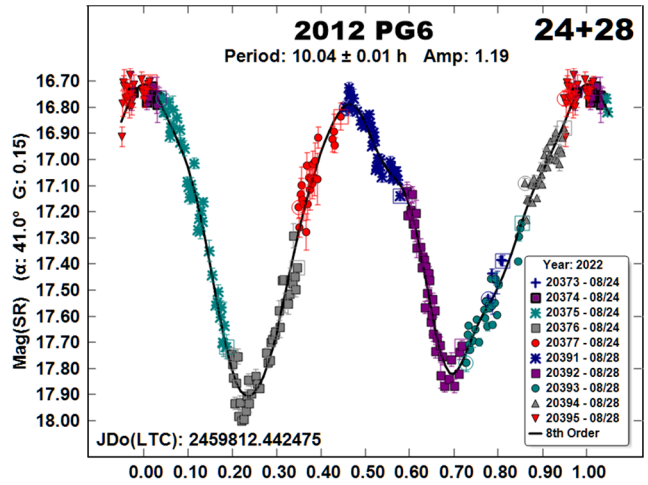 2012 PG6
24+28
Period: 10.04 ± 0.01 h Amp: 1.19
Mag(SR) (α: 41.0° G: 0.15)
16.70
16.80
16.90
17.00
17.10
17.20
17.30
17.40
17.50
17.60
17.70
17.80
17.90
18.00
Year: 2022
20373 - 08/24
20374 - 08/24
20375 - 08/24
20376 - 08/24
20377 - 08/24
20391 - 08/28
20392 - 08/28
20393 - 08/28
20394 - 08/28
20395 - 08/28
8th Order
JDo(LTC): 2459812.442475
0.00 0.10 0.20 0.30 0.40 0.50 0.60 0.70 0.80 0.90 1.00